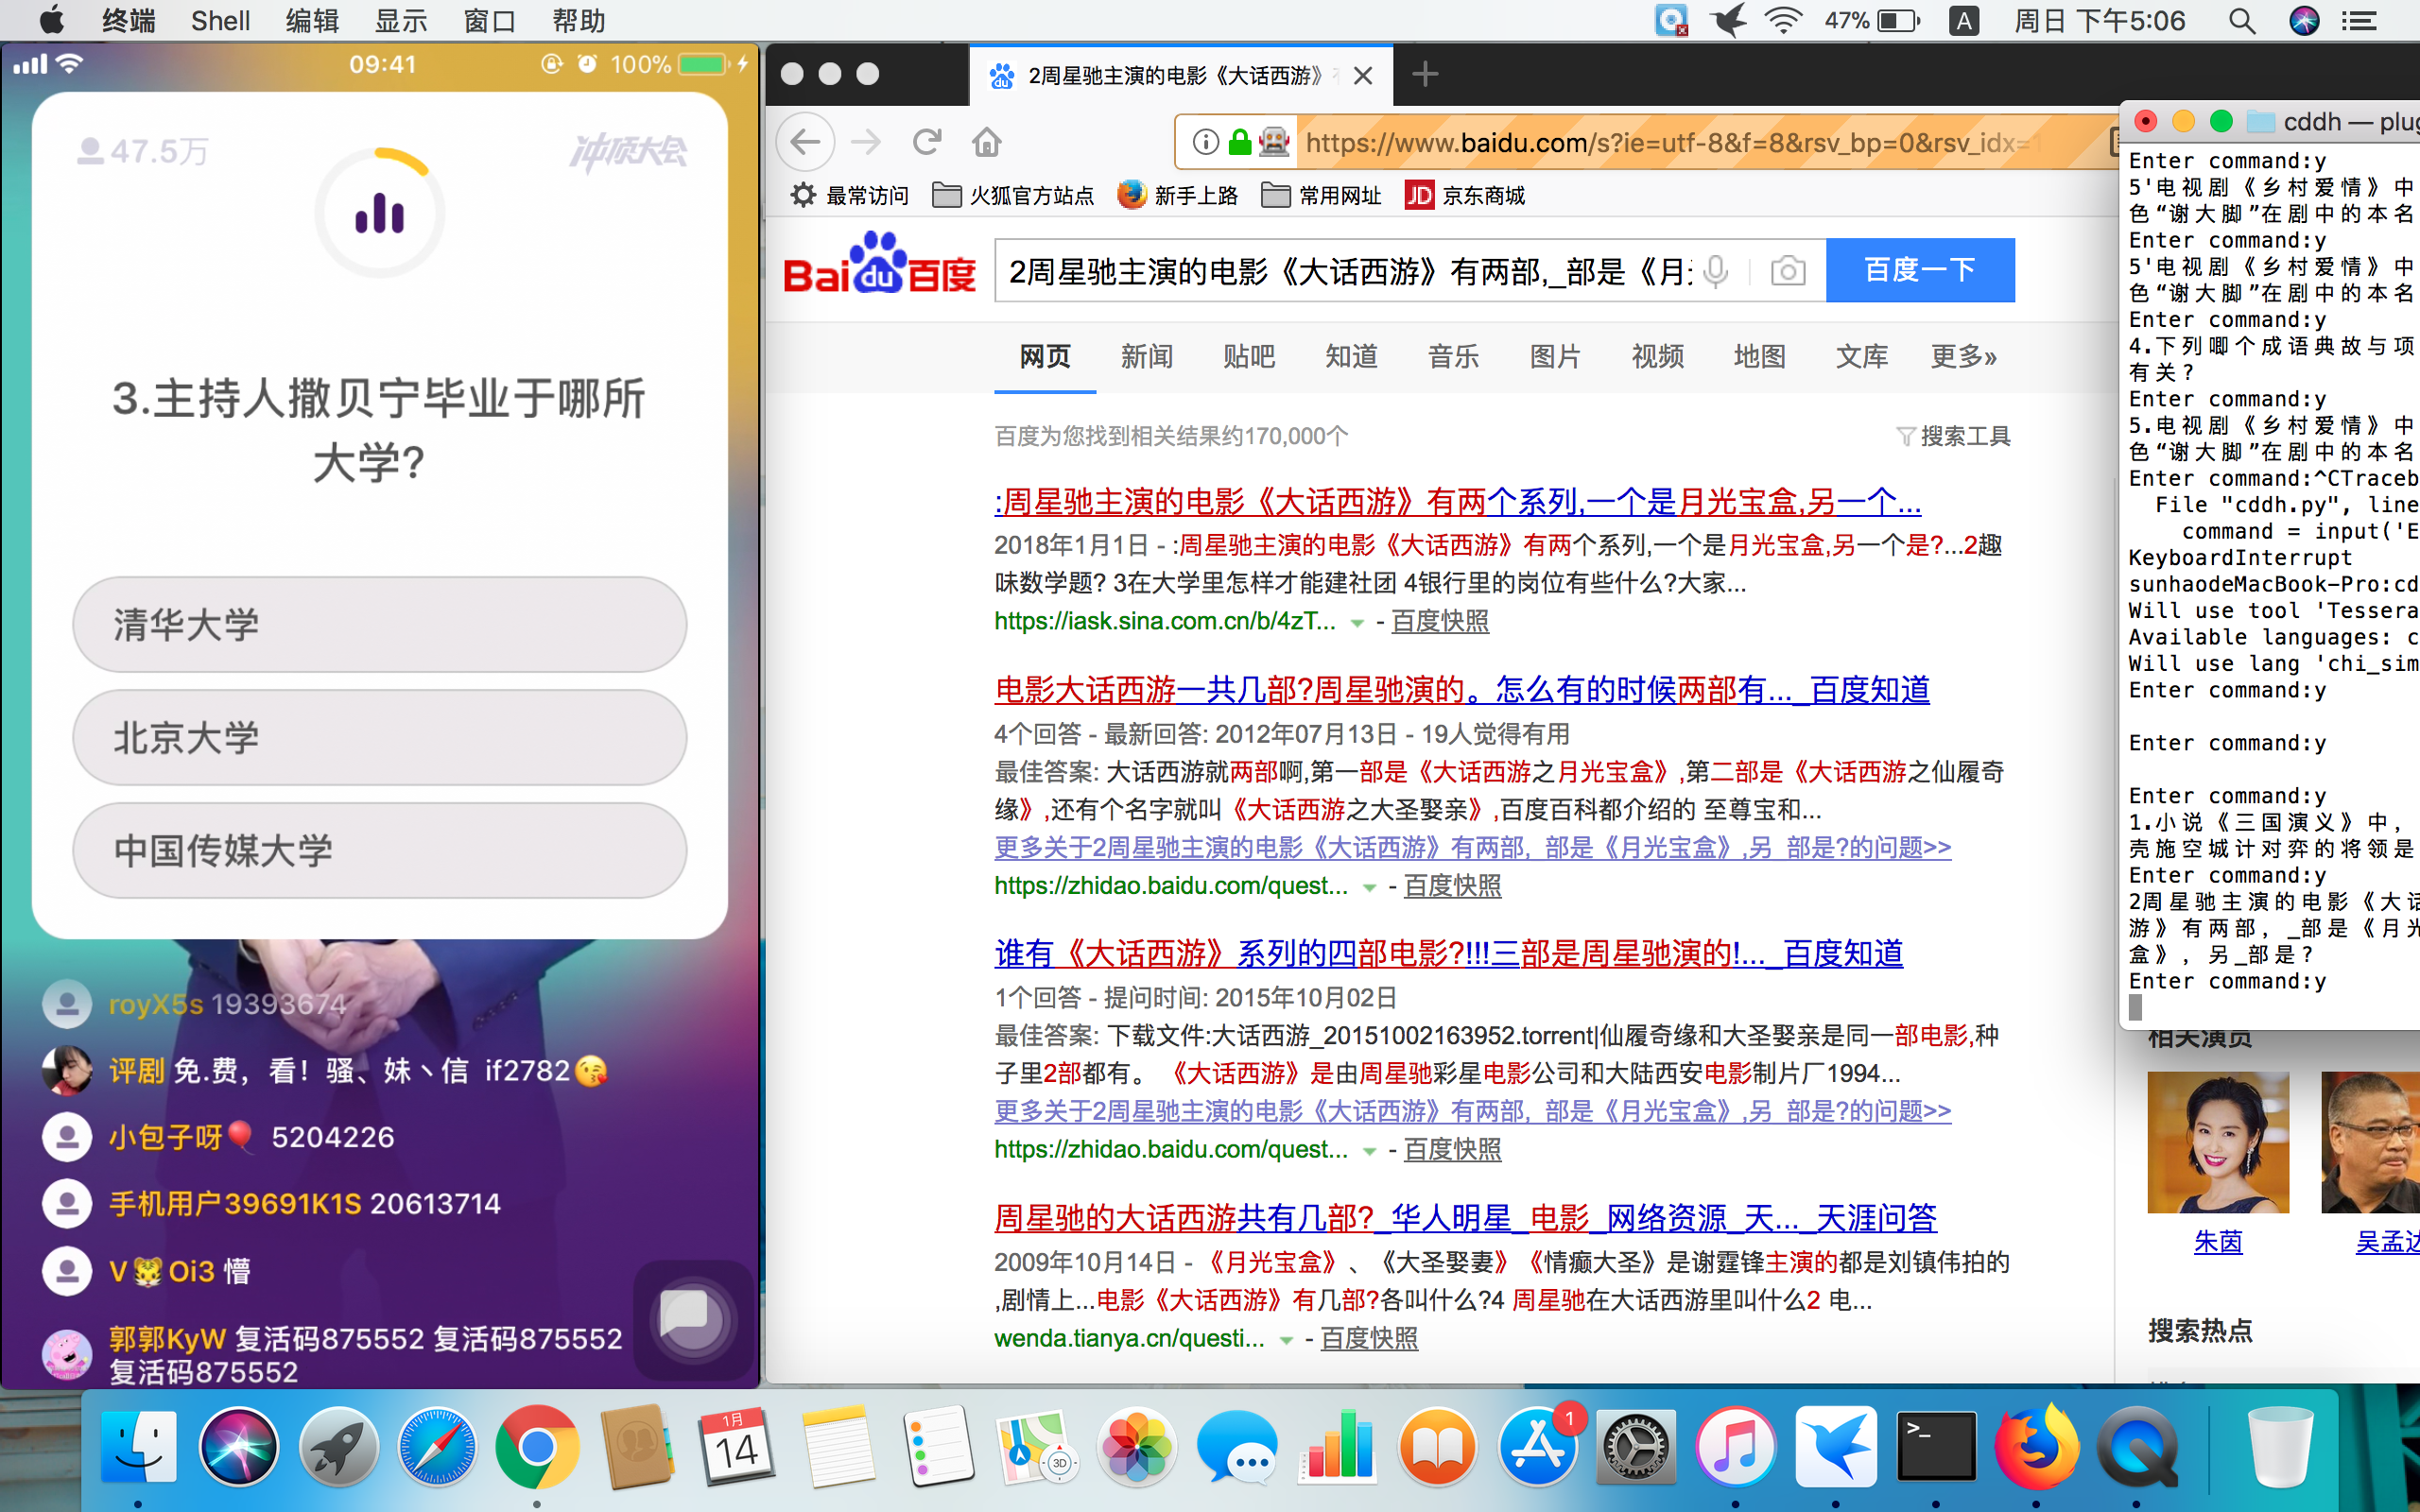 终端 Shell 编辑 显示 窗口 帮助
47% A 周日 下午5:06
09:41 100%
47.5万 冲顶大会
3.主持人撒贝宁毕业于哪所
大学?
清华大学
北京大学
中国传媒大学
royX5s 19393674
评剧 免.费，看！骚、妹丶信 if2782😘
小包子呀🎈 5204226
手机用户39691K1S 20613714
V🐯Oi3 懵
郭郭KyW 复活码875552 复活码875552
复活码875552
2周星驰主演的电影《大话西游》
https://www.baidu.com/s?ie=utf-8&f=8&rsv_bp=0&rsv_idx=1
最常访问 火狐官方站点 新手上路 常用网址 JD 京东商城
Bai du 百度 2周星驰主演的电影《大话西游》有两部,_部是《月 百度一下
网页 新闻 贴吧 知道 音乐 图片 视频 地图 文库 更多»
百度为您找到相关结果约170,000个 搜索工具
:周星驰主演的电影《大话西游》有两个系列,一个是月光宝盒,另一个...
2018年1月1日 - :周星驰主演的电影《大话西游》有两个系列,一个是月光宝盒,另一个是?...2趣
味数学题? 3在大学里怎样才能建社团 4银行里的岗位有些什么?大家...
https://iask.sina.com.cn/b/4zT... - 百度快照
电影大话西游一共几部?周星驰演的。怎么有的时候两部有..._百度知道
4个回答 - 最新回答: 2012年07月13日 - 19人觉得有用
最佳答案: 大话西游就两部啊,第一部是《大话西游之月光宝盒》,第二部是《大话西游之仙履奇
缘》,还有个名字就叫《大话西游之大圣娶亲》,百度百科都介绍的 至尊宝和...
更多关于2周星驰主演的电影《大话西游》有两部,_部是《月光宝盒》,另_部是?的问题>>
https://zhidao.baidu.com/quest... - 百度快照
谁有《大话西游》系列的四部电影?!!!三部是周星驰演的!..._百度知道
1个回答 - 提问时间: 2015年10月02日
最佳答案: 下载文件:大话西游_20151002163952.torrent|仙履奇缘和大圣娶亲是同一部电影,种
子里2部都有。 《大话西游》是由周星驰彩星电影公司和大陆西安电影制片厂1994...
更多关于2周星驰主演的电影《大话西游》有两部,_部是《月光宝盒》,另_部是?的问题>>
https://zhidao.baidu.com/quest... - 百度快照
周星驰的大话西游共有几部?_华人明星_电影_网络资源_天..._天涯问答
2009年10月14日 - 《月光宝盒》、《大圣娶妻》《情癫大圣》是谢霆锋主演的都是刘镇伟拍的
,剧情上...电影《大话西游》有几部?各叫什么?4 周星驰在大话西游里叫什么2 电...
wenda.tianya.cn/questi... - 百度快照
cddh — plug
Enter command:y
5'电视剧《乡村爱情》中
色“谢大脚”在剧中的本名
Enter command:y
5'电视剧《乡村爱情》中
色“谢大脚”在剧中的本名
Enter command:y
4.下列唧个成语典故与项
有关?
Enter command:y
5.电视剧《乡村爱情》中
色“谢大脚”在剧中的本名
Enter command:^CTraceb
File "cddh.py", line
command = input('E
KeyboardInterrupt
sunhaodeMacBook-Pro:cd
Will use tool 'Tessera
Available languages: c
Will use lang 'chi_sim
Enter command:y
Enter command:y
Enter command:y
1.小说《三国演义》中,
壳施空城计对弈的将领是
Enter command:y
2周星驰主演的电影《大话
游》有两部, _部是《月光
盒》, 另_部是?
Enter command:y
相关演员
朱茵 吴孟达
搜索热点
1月
14
3D
1
>_